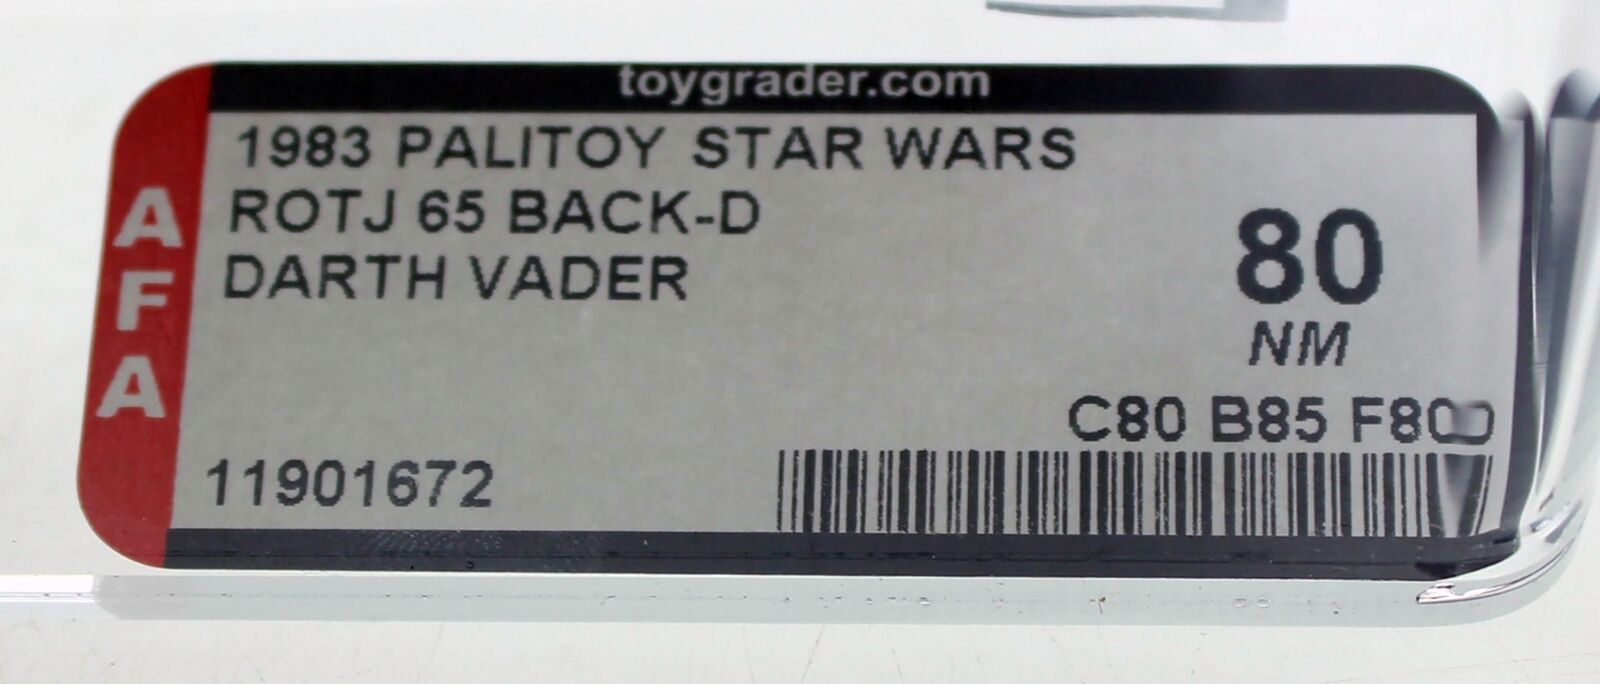 toygrader.com
AFA
1983 PALITOY STAR WARS
ROTJ 65 BACK-D
DARTH VADER
80
NM
C80 B85 F80
11901672